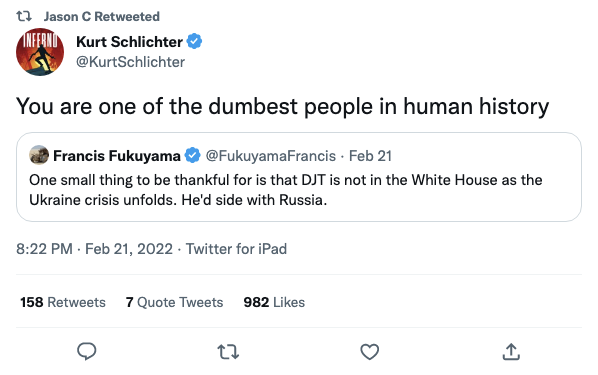 Jason C Retweeted
INFERNO
Kurt Schlichter
@KurtSchlichter
You are one of the dumbest people in human history
Francis Fukuyama @FukuyamaFrancis · Feb 21
One small thing to be thankful for is that DJT is not in the White House as the
Ukraine crisis unfolds. He'd side with Russia.
8:22 PM · Feb 21, 2022 · Twitter for iPad
158 Retweets 7 Quote Tweets 982 Likes